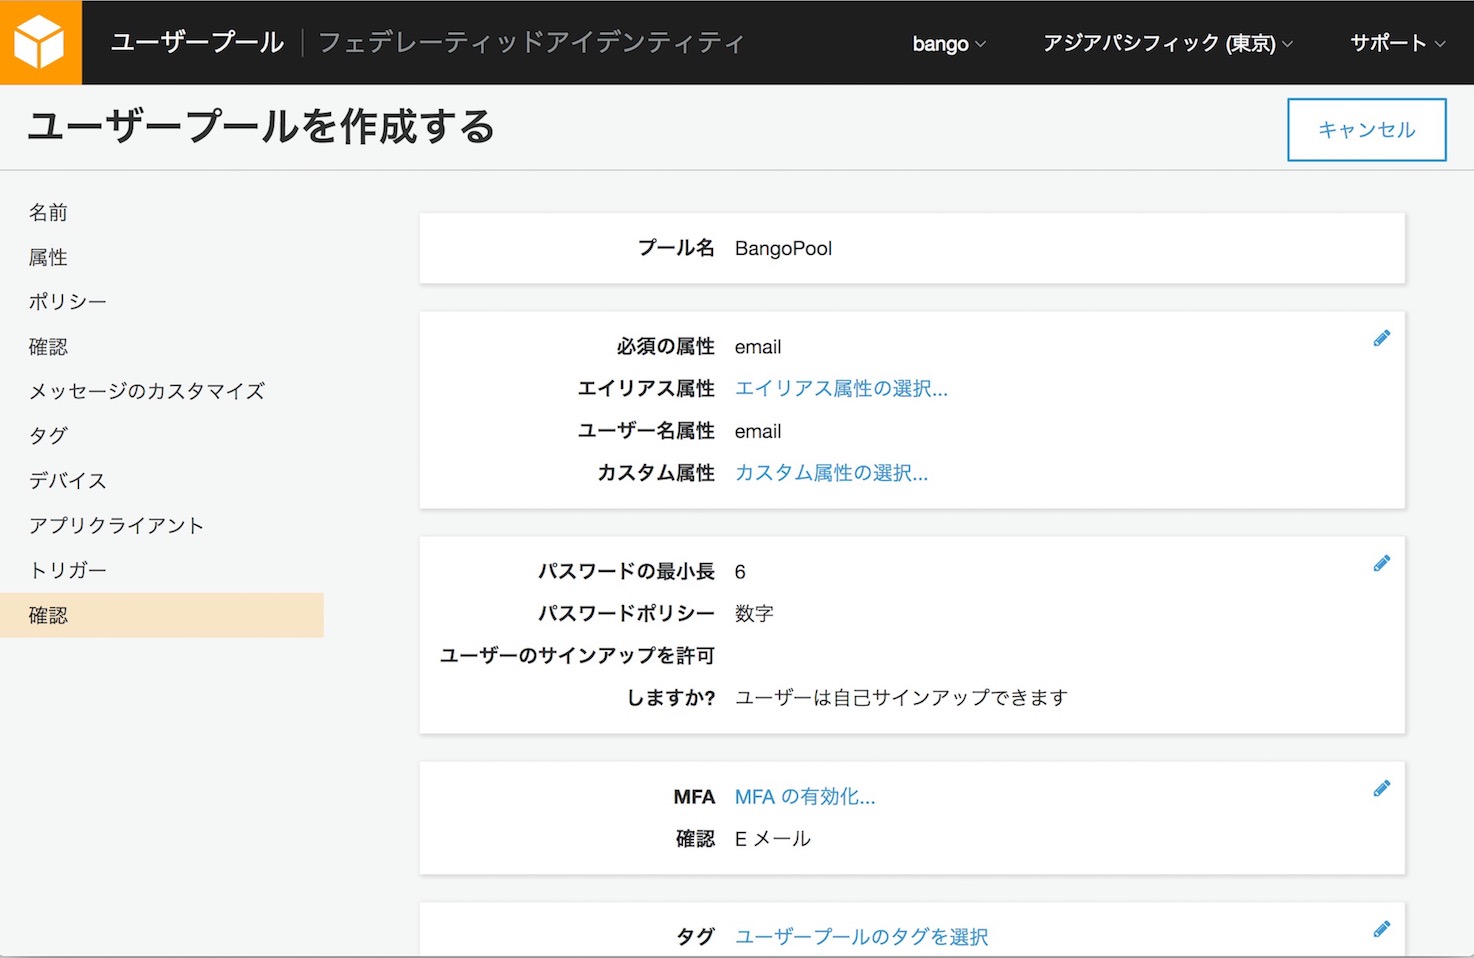 ユーザープール フェデレーティッドアイデンティティ bango アジアパシフィック (東京) サポート
ユーザープールを作成する
キャンセル
名前
属性
ポリシー
確認
メッセージのカスタマイズ
タグ
デバイス
アプリクライアント
トリガー
確認
プール名 BangoPool
必須の属性 email
エイリアス属性 エイリアス属性の選択...
ユーザー名属性 email
カスタム属性 カスタム属性の選択...
パスワードの最小長 6
パスワードポリシー 数字
ユーザーのサインアップを許可
しますか? ユーザーは自己サインアップできます
MFA MFA の有効化...
確認 E メール
タグ ユーザープールのタグを選択